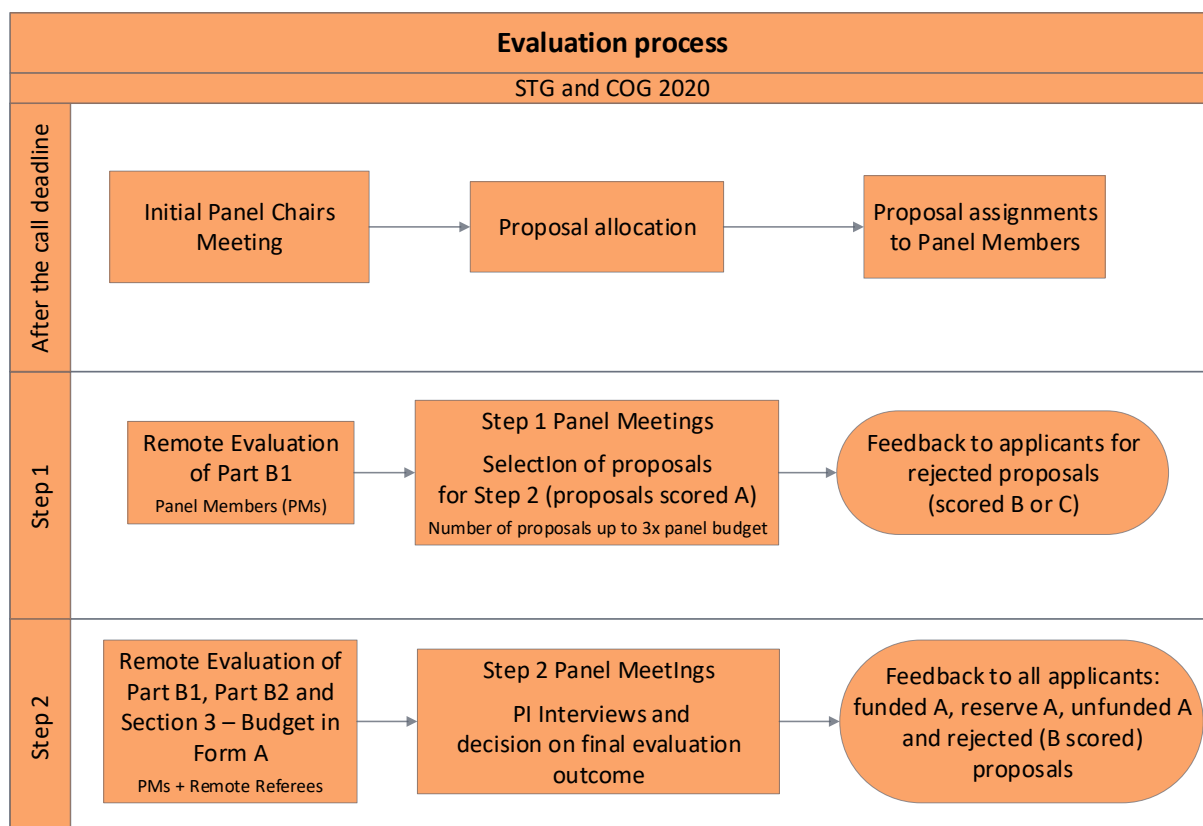 Evaluation process
STG and COG 2020
After the call deadline
Initial Panel Chairs
Meeting
Proposal allocation
Proposal assignments
to Panel Members
Step 1
Remote Evaluation
of Part B1
Panel Members (PMs)
Step 1 Panel Meetings
SelectIon of proposals
for Step 2 (proposals scored A)
Number of proposals up to 3x panel budget
Feedback to applicants for
rejected proposals
(scored B or C)
Step 2
Remote Evaluation of
Part B1, Part B2 and
Section 3 – Budget in
Form A
PMs + Remote Referees
Step 2 Panel MeetIngs
PI Interviews and
decision on final evaluation
outcome
Feedback to all applicants:
funded A, reserve A, unfunded A
and rejected (B scored)
proposals